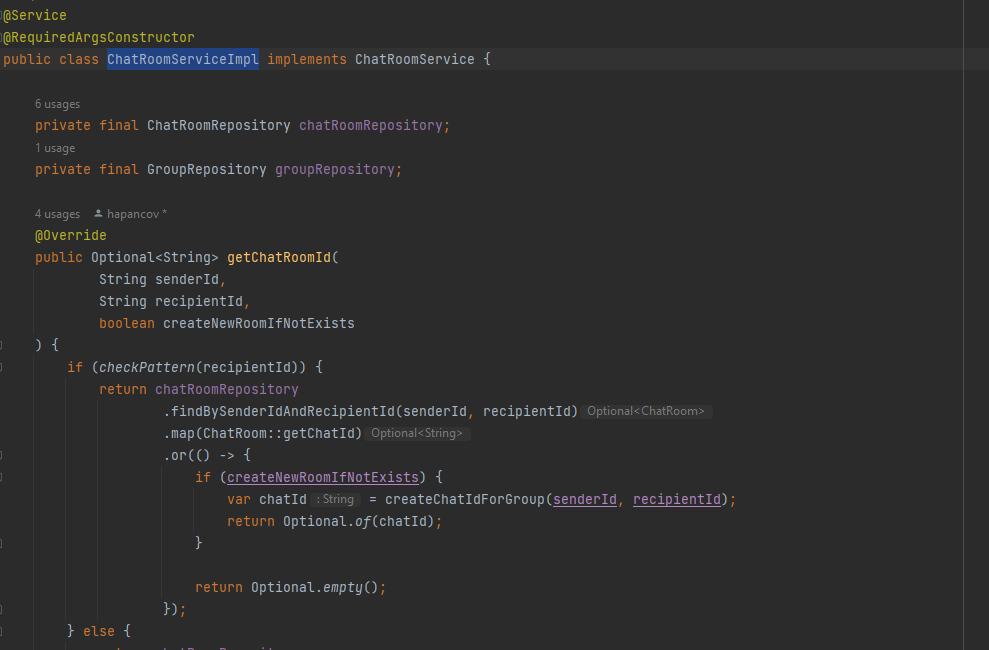 @Service
@RequiredArgsConstructor
public class ChatRoomServiceImpl implements ChatRoomService {
6 usages
private final ChatRoomRepository chatRoomRepository;
1 usage
private final GroupRepository groupRepository;
4 usages hapancov *
@Override
public Optional<String> getChatRoomId(
String senderId,
String recipientId,
boolean createNewRoomIfNotExists
) {
if (checkPattern(recipientId)) {
return chatRoomRepository
.findBySenderIdAndRecipientId(senderId, recipientId) Optional<ChatRoom>
.map(ChatRoom::getChatId) Optional<String>
.or(() -> {
if (createNewRoomIfNotExists) {
var chatId : String = createChatIdForGroup(senderId, recipientId);
return Optional.of(chatId);
}
return Optional.empty();
});
} else {